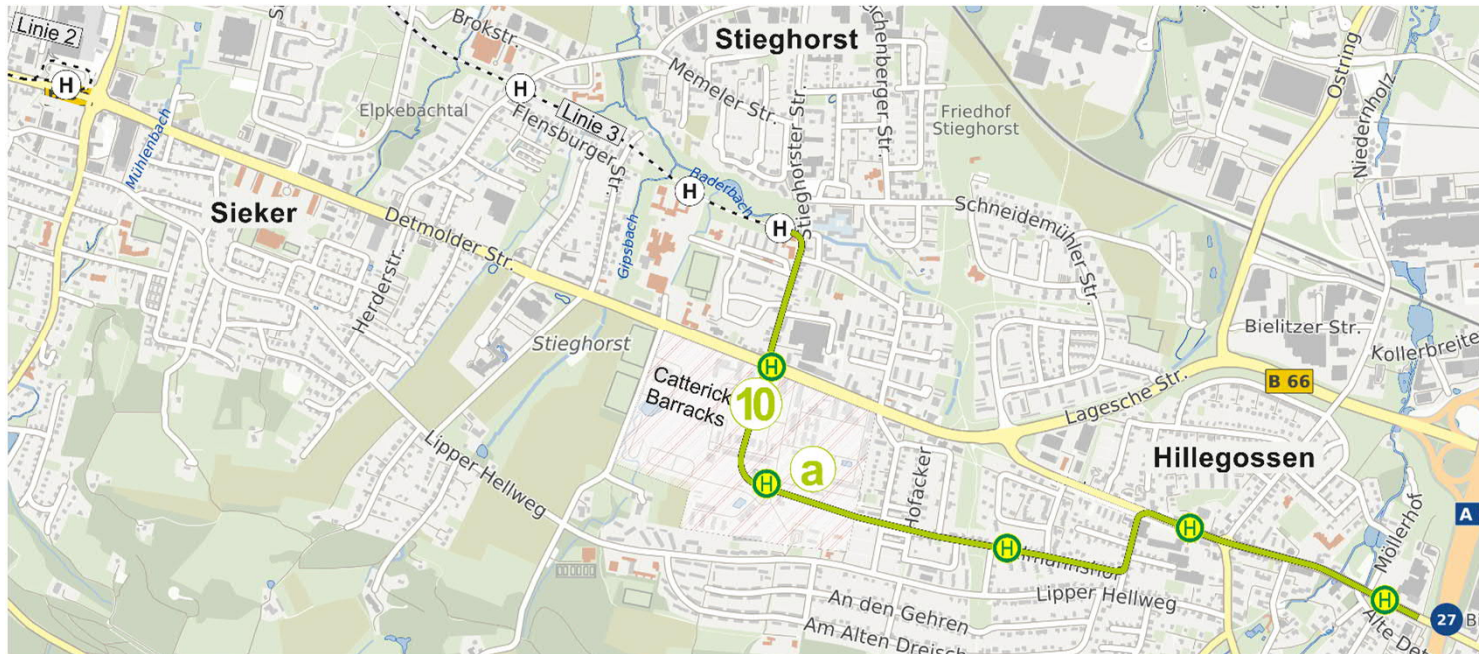 Linie 2
Brokstr.
Stieghorst
Memeler Str.
Stieghorster Str.
Ostring
Niedernholz
Elpkebachtal
Friedhof
Stieghorst
H
H
Linie 3
Flensburger Str.
Mühlenbach
Sieker
Detmolder Str.
Gipsbach
Baderbach
H
H
Schneidemühler Str.
Herderstr.
Stieghorst
Bielitzer Str.
Kollerbreite
H
Catterick
Barracks
10
B 66
Lagesche Str.
Lipper Hellweg
a
H
Hofacker
Hillegossen
Möllerhof
A
H
H
Lipper Hellweg
An den Gehren
Am Alten Dreisch
H
27